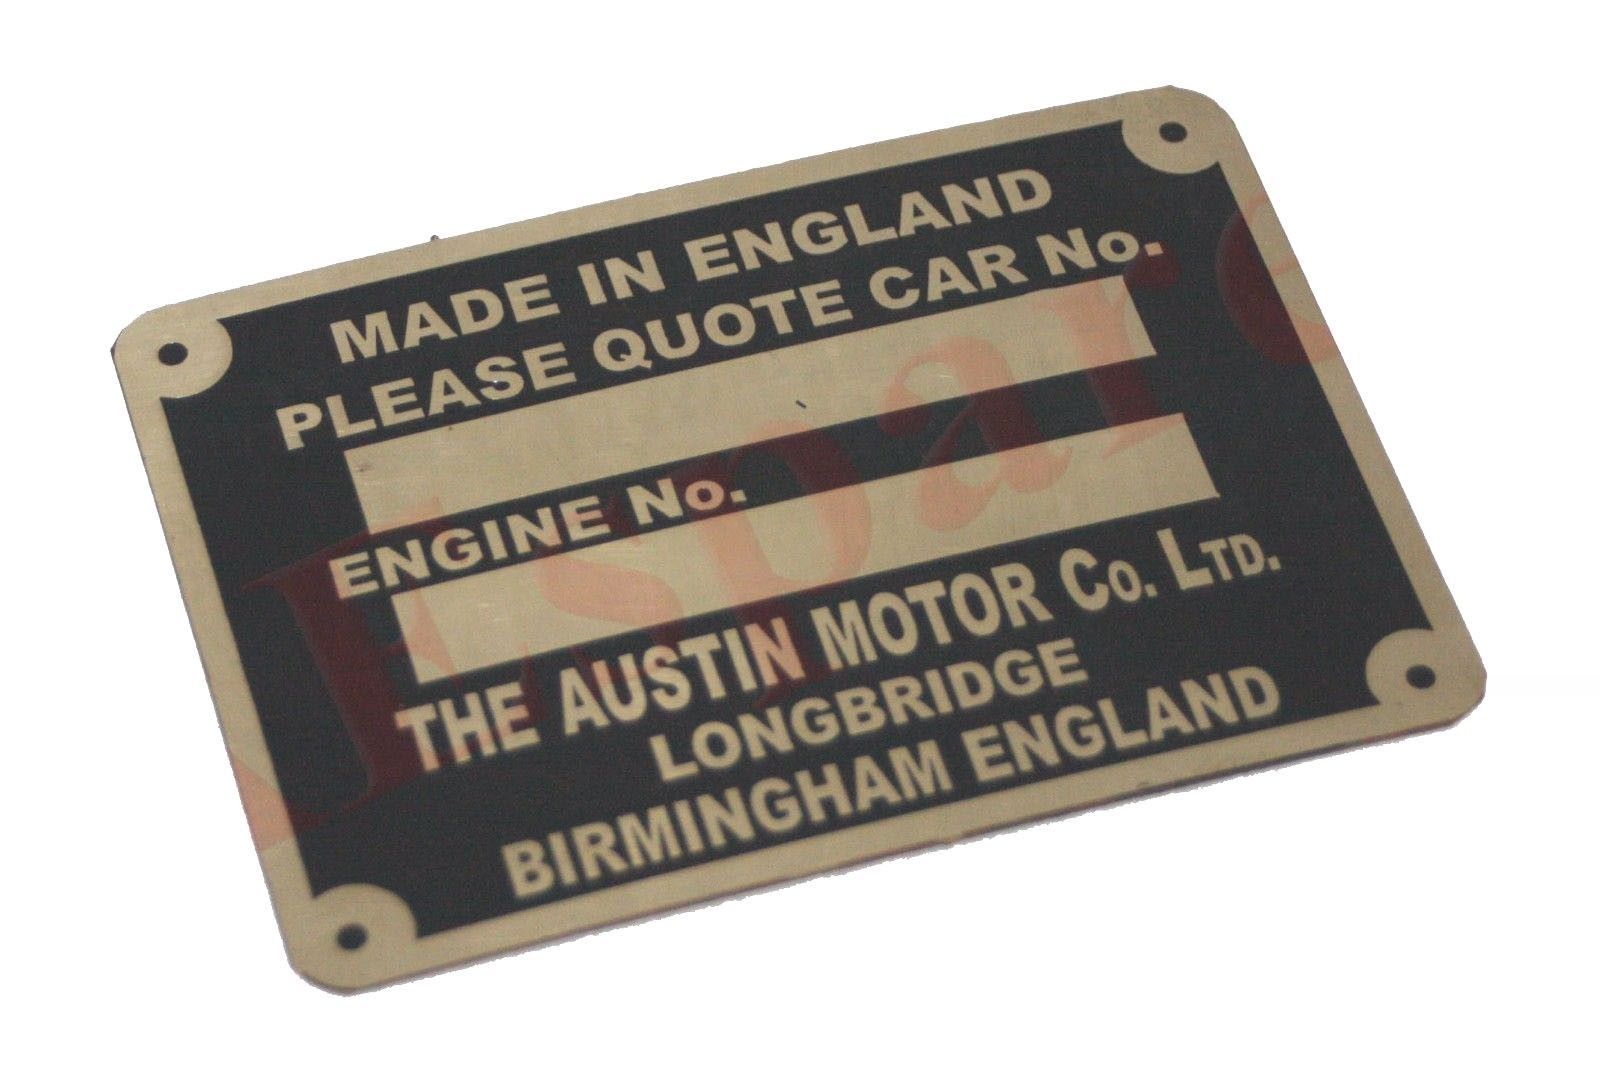 MADE IN ENGLAND
PLEASE QUOTE CAR No.
ENGINE No.
THE AUSTIN MOTOR Co. LTD.
LONGBRIDGE
BIRMINGHAM ENGLAND